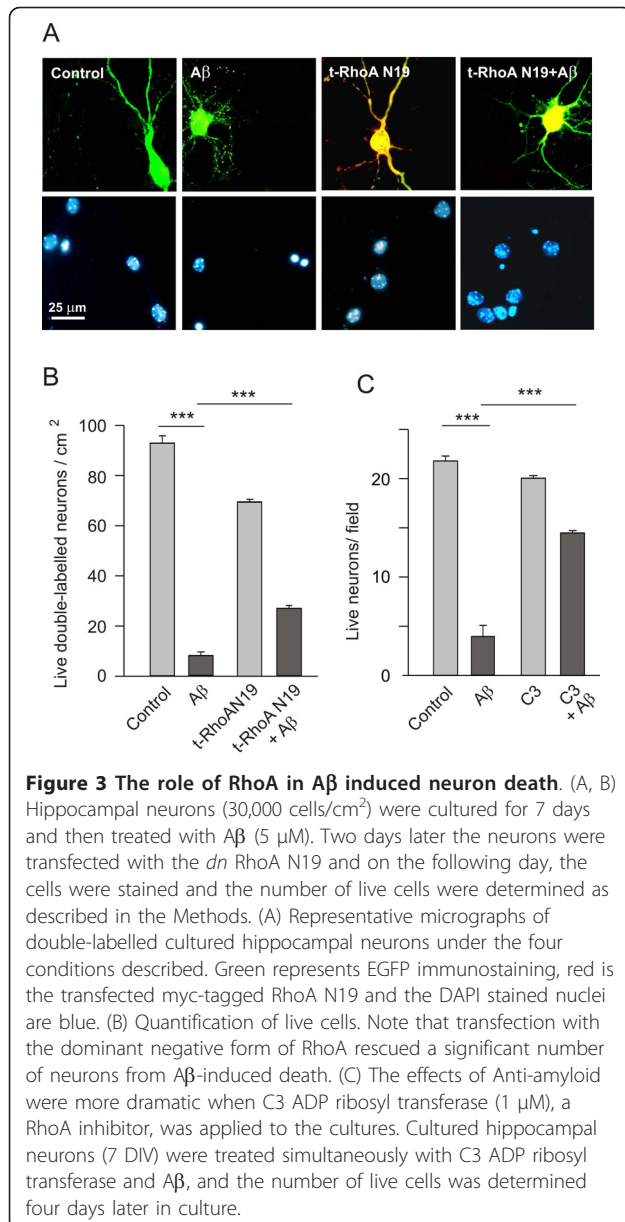 A
Control
Aβ
t-RhoA N19
t-RhoA N19+Aβ
25 µm
B
***
***
Live double-labelled neurons / cm 2
100
80
60
40
20
0
Control
Aβ
t-RhoAN19
t-RhoA N19
+ Aβ
C
***
***
Live neurons/ field
20
10
0
Control
Aβ
C3
C3
+ Aβ
Figure 3 The role of RhoA in Aβ induced neuron death. (A, B)
Hippocampal neurons (30,000 cells/cm²) were cultured for 7 days
and then treated with Aβ (5 μM). Two days later the neurons were
transfected with the dn RhoA N19 and on the following day, the
cells were stained and the number of live cells were determined as
described in the Methods. (A) Representative micrographs of
double-labelled cultured hippocampal neurons under the four
conditions described. Green represents EGFP immunostaining, red is
the transfected myc-tagged RhoA N19 and the DAPI stained nuclei
are blue. (B) Quantification of live cells. Note that transfection with
the dominant negative form of RhoA rescued a significant number
of neurons from Aβ-induced death. (C) The effects of Anti-amyloid
were more dramatic when C3 ADP ribosyl transferase (1 μM), a
RhoA inhibitor, was applied to the cultures. Cultured hippocampal
neurons (7 DIV) were treated simultaneously with C3 ADP ribosyl
transferase and Aβ, and the number of live cells was determined
four days later in culture.